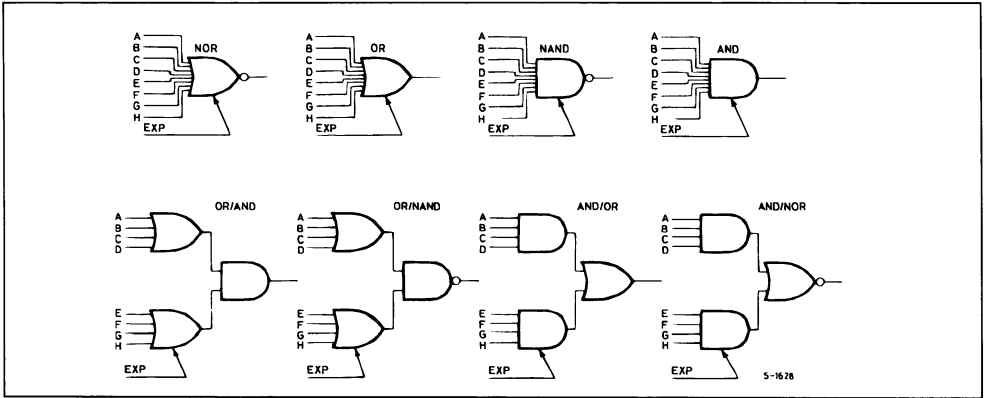 NOR
A
B
C
D
E
F
G
H
EXP
OR
A
B
C
D
E
F
G
H
EXP
NAND
A
B
C
D
E
F
G
H
EXP
AND
A
B
C
D
E
F
G
H
EXP
OR/AND
A
B
C
D
E
F
G
H
EXP
OR/NAND
A
B
C
D
E
F
G
H
EXP
AND/OR
A
B
C
D
E
F
G
H
EXP
AND/NOR
A
B
C
D
E
F
G
H
EXP
S-1628